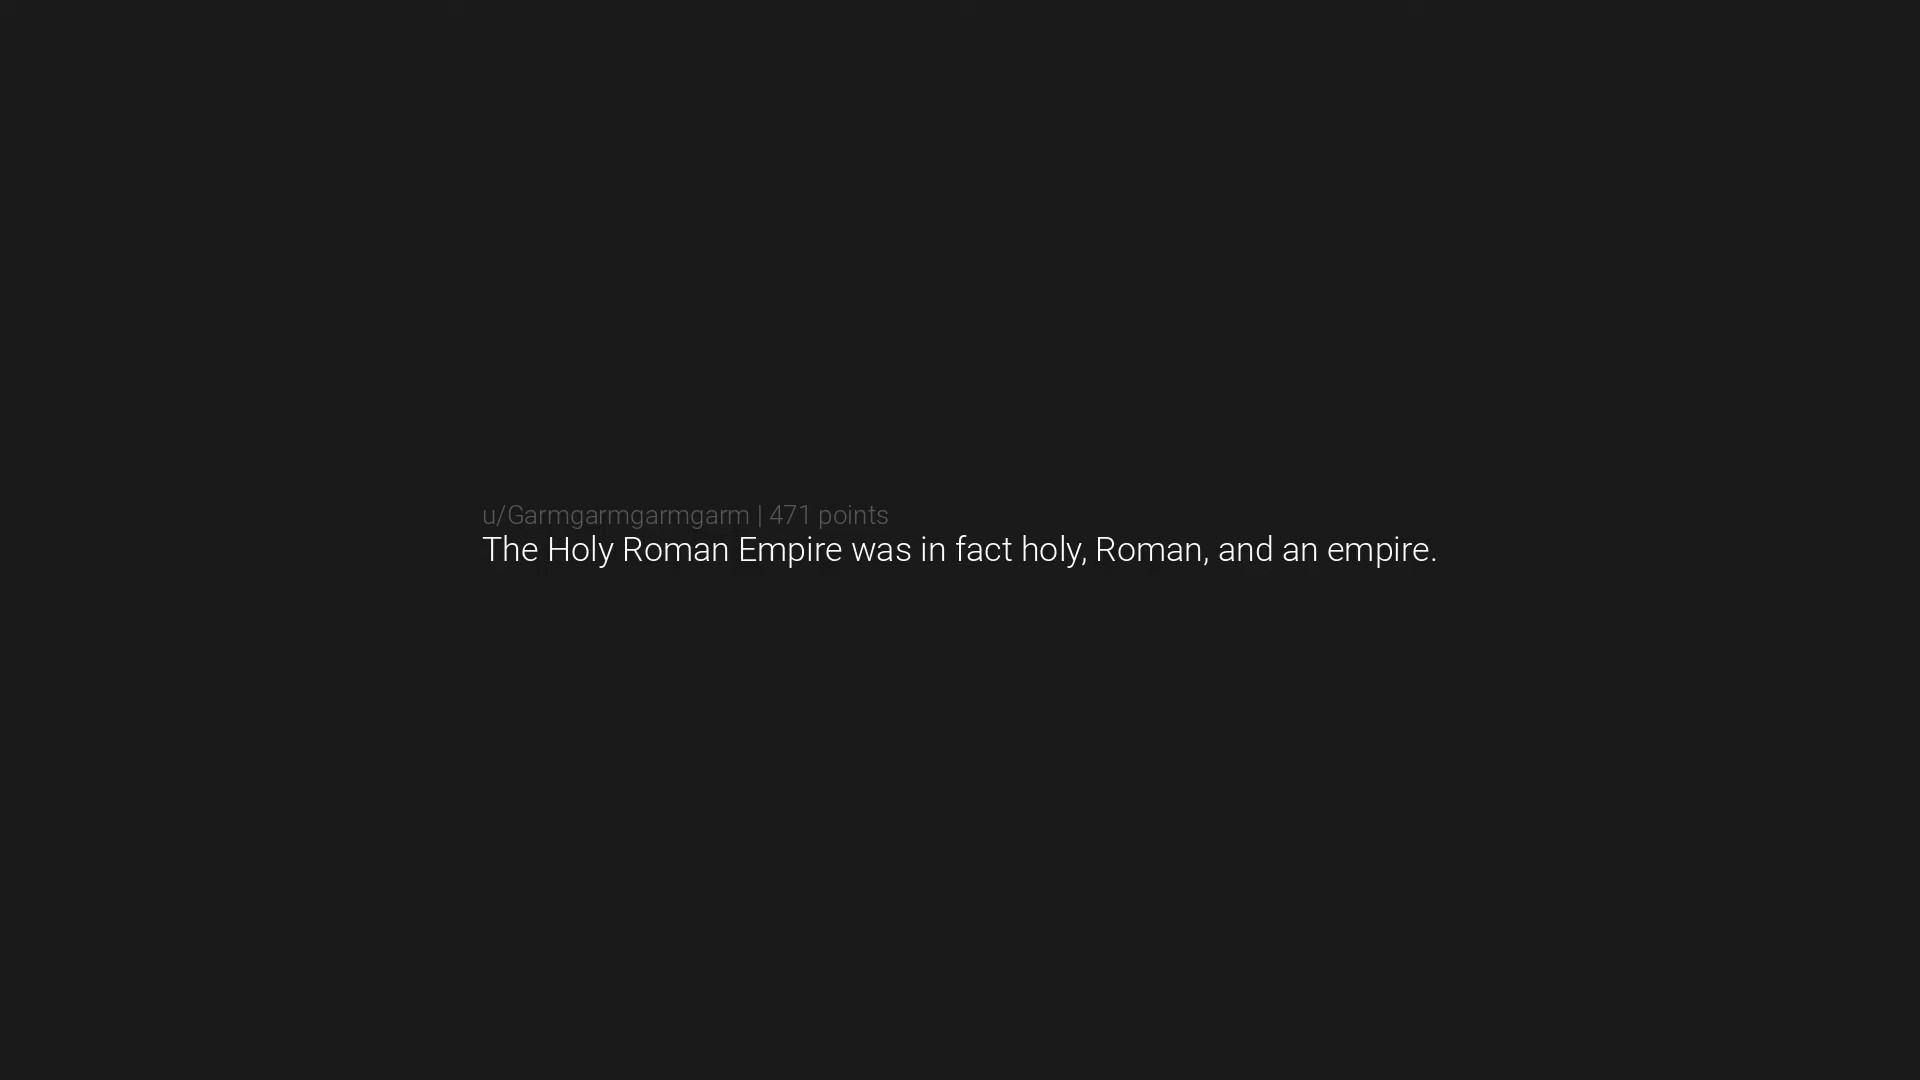 u/Garmgarmgarmgarm | 471 points
The Holy Roman Empire was in fact holy, Roman, and an empire.